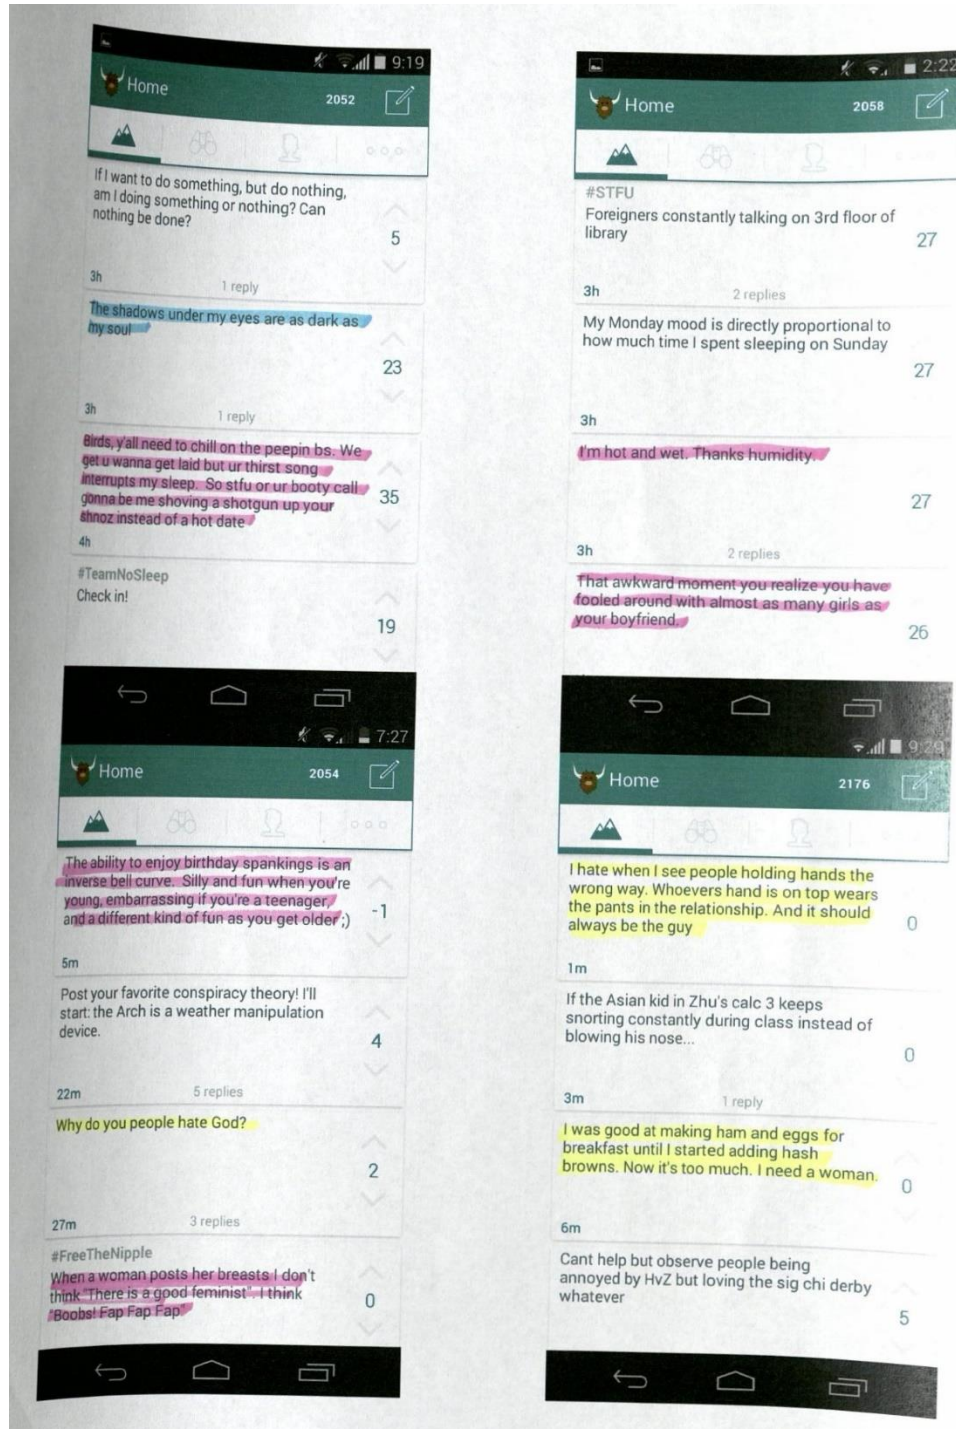 9:19
Home
2052
If I want to do something, but do nothing,
am I doing something or nothing? Can
nothing be done?
5
3h
1 reply
The shadows under my eyes are as dark as
my soul
23
3h
1 reply
Birds, y'all need to chill on the peepin bs. We
get u wanna get laid but ur thirst song
interrupts my sleep. So stfu or ur booty call
gonna be me shoving a shotgun up your
shnoz instead of a hot date
35
4h
#TeamNoSleep
Check in!
19
7:27
Home
2054
The ability to enjoy birthday spankings is an
inverse bell curve. Silly and fun when you're
young, embarrassing if you're a teenager,
and a different kind of fun as you get older ;)
-1
5m
Post your favorite conspiracy theory! I'll
start: the Arch is a weather manipulation
device.
4
22m
5 replies
Why do you people hate God?
2
27m
3 replies
#FreeTheNipple
When a woman posts her breasts I don't
think "There is a good feminist". I think
"Boobs! Fap Fap Fap"
0
2:22
Home
2058
#STFU
Foreigners constantly talking on 3rd floor of
library
27
3h
2 replies
My Monday mood is directly proportional to
how much time I spent sleeping on Sunday
27
3h
I'm hot and wet. Thanks humidity.
27
3h
2 replies
That awkward moment you realize you have
fooled around with almost as many girls as
your boyfriend.
26
9:29
Home
2176
I hate when I see people holding hands the
wrong way. Whoevers hand is on top wears
the pants in the relationship. And it should
always be the guy
0
1m
If the Asian kid in Zhu's calc 3 keeps
snorting constantly during class instead of
blowing his nose...
0
3m
1 reply
I was good at making ham and eggs for
breakfast until I started adding hash
browns. Now it's too much. I need a woman.
0
6m
Cant help but observe people being
annoyed by HvZ but loving the sig chi derby
whatever
5